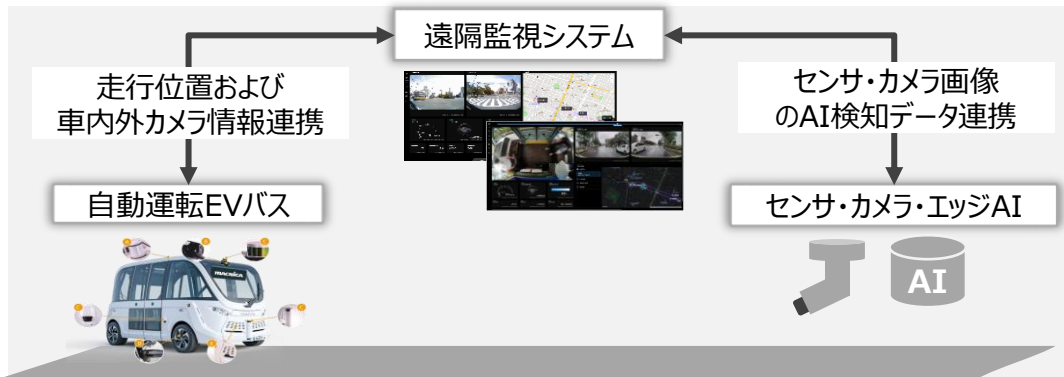 遠隔監視システム
走行位置および
車内外カメラ情報連携
センサ・カメラ画像
のAI検知データ連携
自動運転EVバス
センサ・カメラ・エッジAI
MACNICA
AI